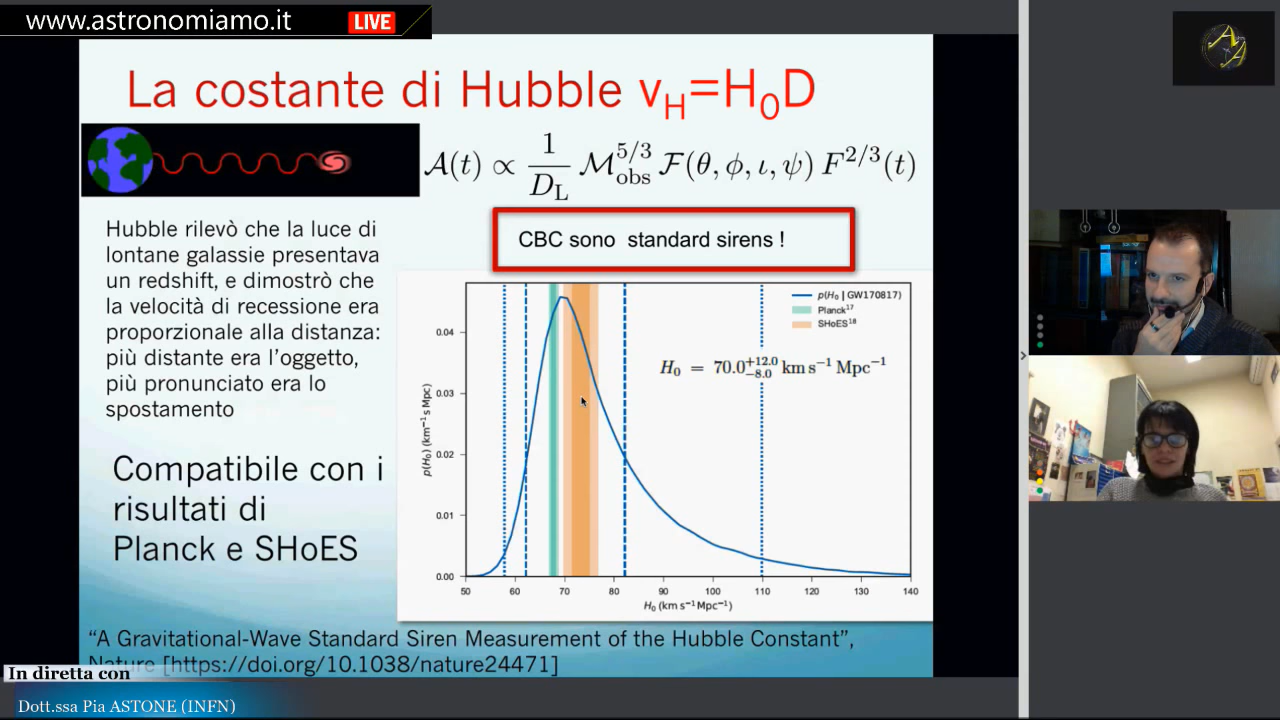 www.astronomiamo.it LIVE
La costante di Hubble v_H=H_0D
A(t) ∝ 1/D_L M_obs^5/3 F(θ, ϕ, ι, ψ) F^2/3(t)
CBC sono standard sirens !
Hubble rilevò che la luce di
lontane galassie presentava
un redshift, e dimostrò che
la velocità di recessione era
proporzionale alla distanza:
più distante era l'oggetto,
più pronunciato era lo
spostamento
Compatibile con i
risultati di
Planck e SHoES
p(H_0 | GW170817)
Planck^17
SHoES^18
H_0 = 70.0^+12.0_-8.0 km s^-1 Mpc^-1
p(H_0) (km^-1 s Mpc)
0.04
0.03
0.02
0.01
0.00
50 60 70 80 90 100 110 120 130 140
H_0 (km s^-1 Mpc^-1)
"A Gravitational-Wave Standard Siren Measurement of the Hubble Constant",
Nature [https://doi.org/10.1038/nature24471]
In diretta con
Dott.ssa Pia ASTONE (INFN)